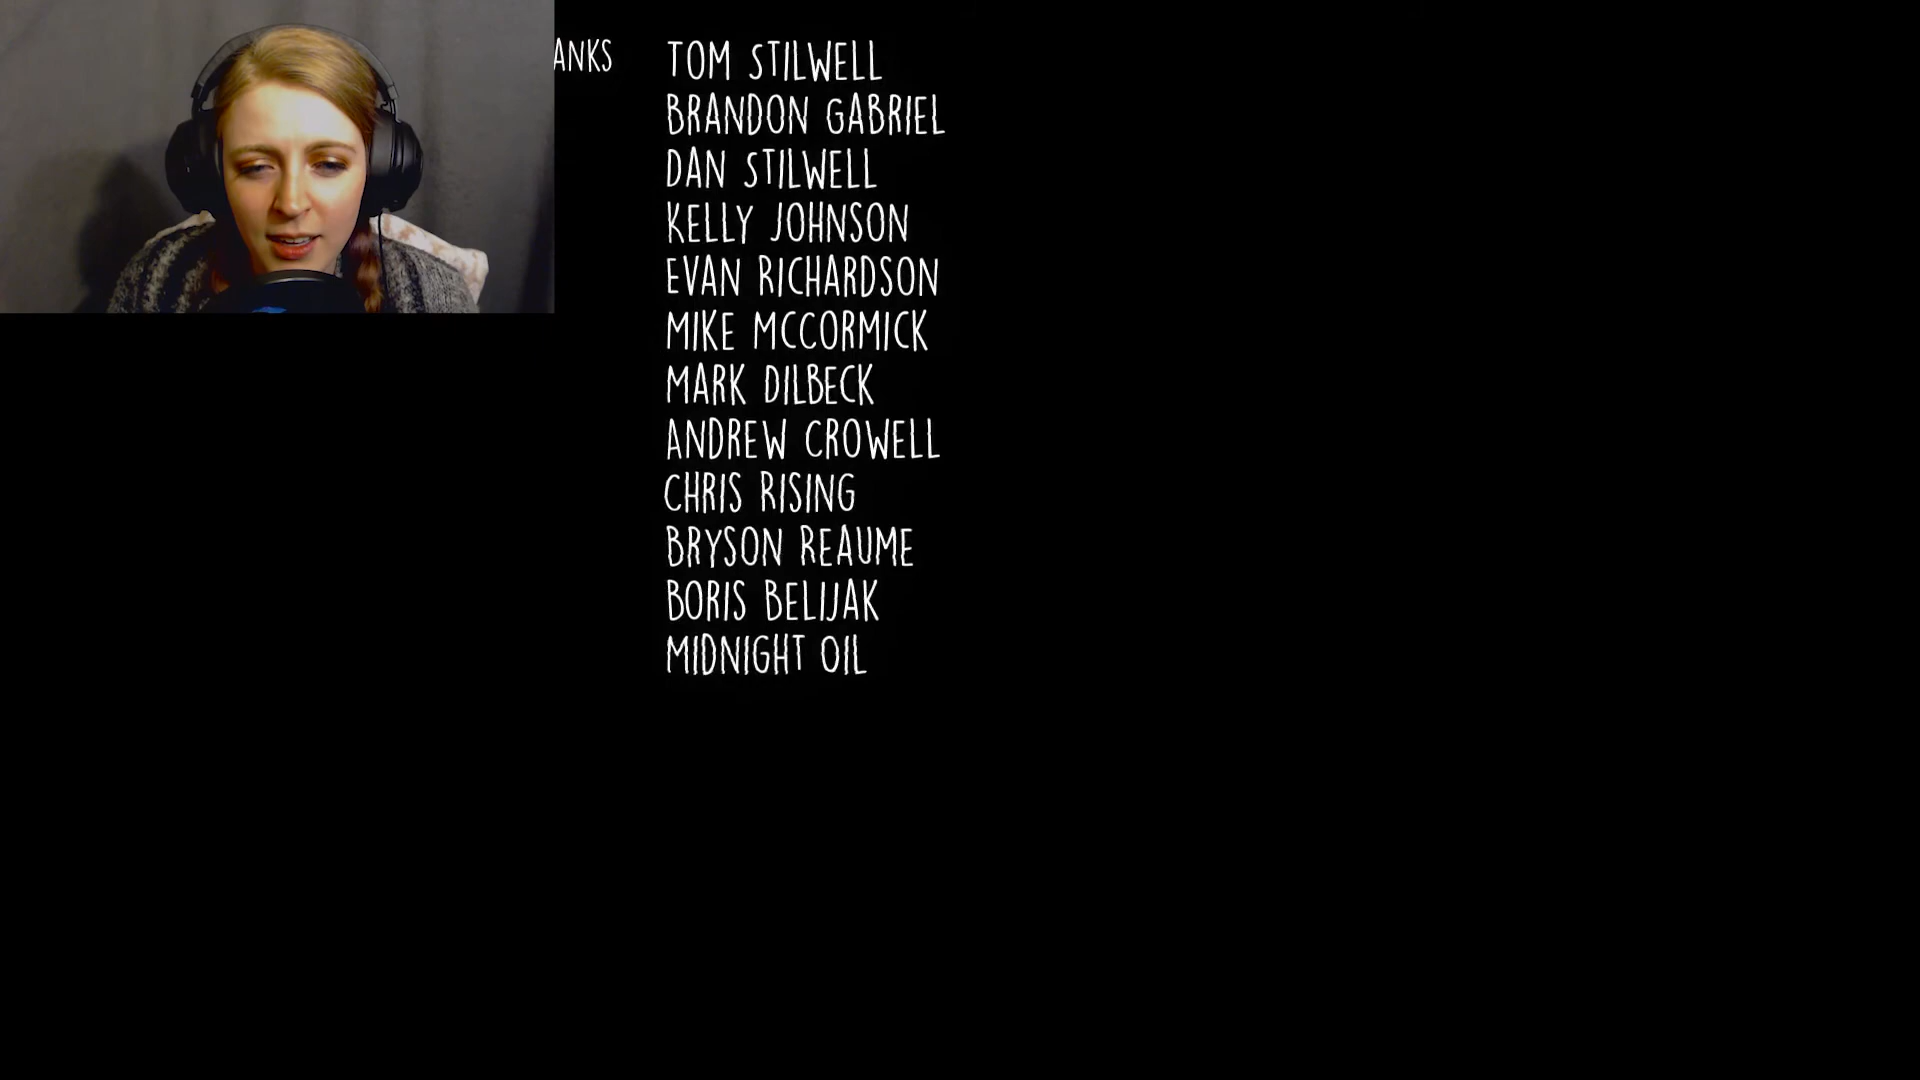 ANKS
TOM STILWELL
BRANDON GABRIEL
DAN STILWELL
KELLY JOHNSON
EVAN RICHARDSON
MIKE MCCORMICK
MARK DILBECK
ANDREW CROWELL
CHRIS RISING
BRYSON REAUME
BORIS BELIJAK
MIDNIGHT OIL